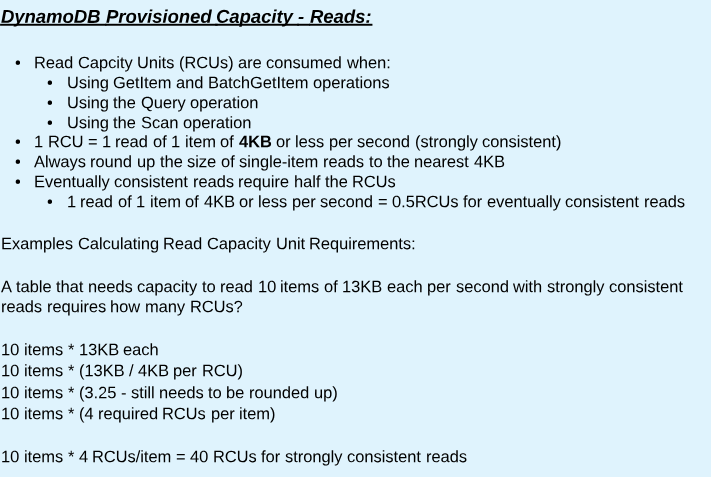 DynamoDB Provisioned Capacity - Reads:
• Read Capcity Units (RCUs) are consumed when:
• Using GetItem and BatchGetItem operations
• Using the Query operation
• Using the Scan operation
• 1 RCU = 1 read of 1 item of 4KB or less per second (strongly consistent)
• Always round up the size of single-item reads to the nearest 4KB
• Eventually consistent reads require half the RCUs
• 1 read of 1 item of 4KB or less per second = 0.5RCUs for eventually consistent reads
Examples Calculating Read Capacity Unit Requirements:
A table that needs capacity to read 10 items of 13KB each per second with strongly consistent
reads requires how many RCUs?
10 items * 13KB each
10 items * (13KB / 4KB per RCU)
10 items * (3.25 - still needs to be rounded up)
10 items * (4 required RCUs per item)
10 items * 4 RCUs/item = 40 RCUs for strongly consistent reads